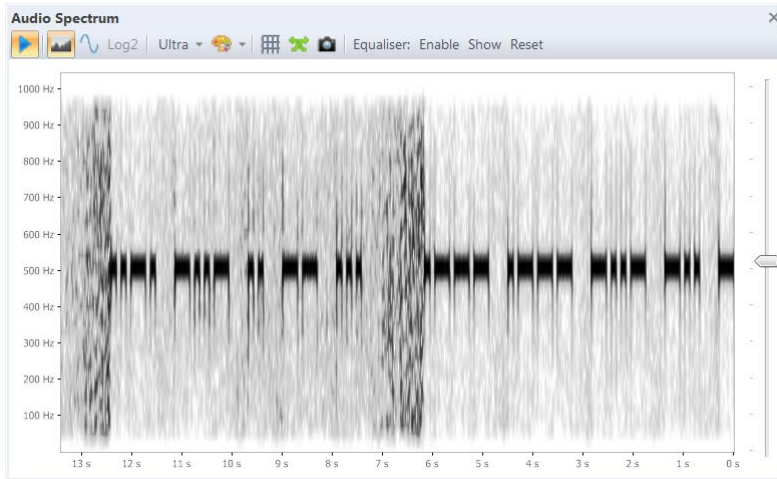 Audio Spectrum
Log2 Ultra Equaliser: Enable Show Reset
1000 Hz
900 Hz
800 Hz
700 Hz
600 Hz
500 Hz
400 Hz
300 Hz
200 Hz
100 Hz
13 s 12 s 11 s 10 s 9 s 8 s 7 s 6 s 5 s 4 s 3 s 2 s 1 s 0 s